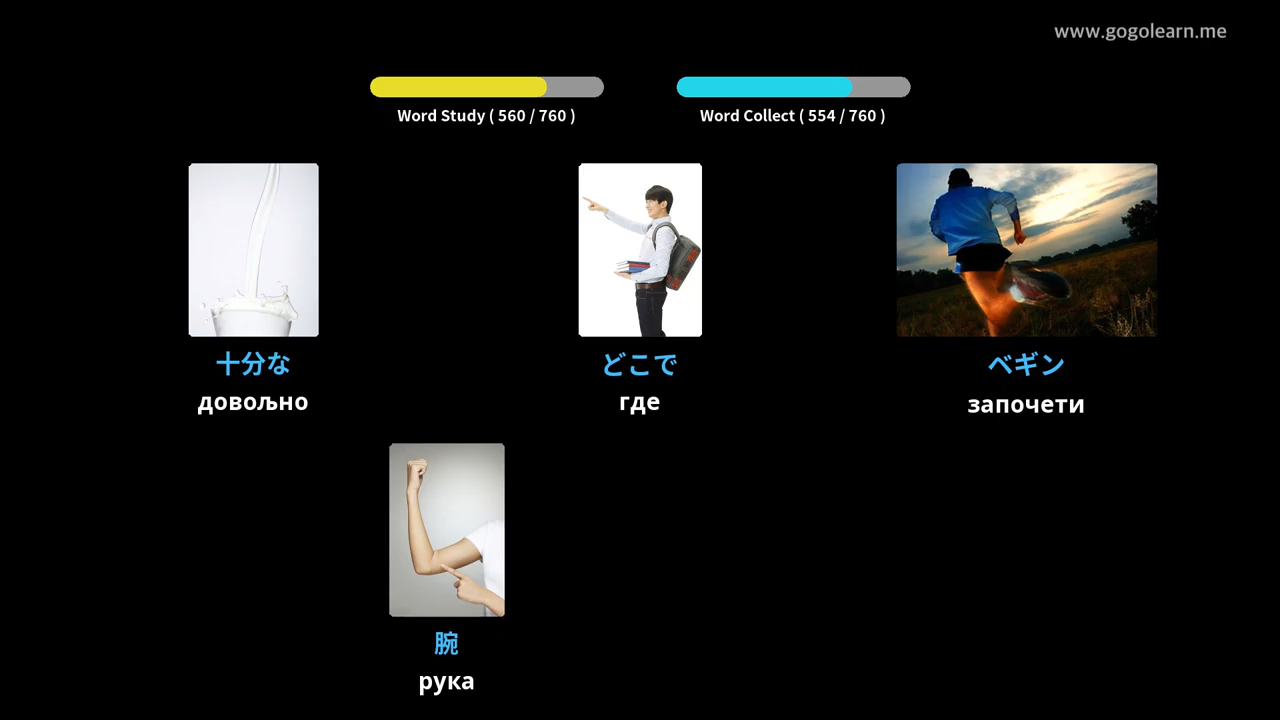 www.gogolearn.me
Word Study ( 560 / 760 )
Word Collect ( 554 / 760 )
十分な
довољно
どこで
где
ベギン
започети
腕
рука